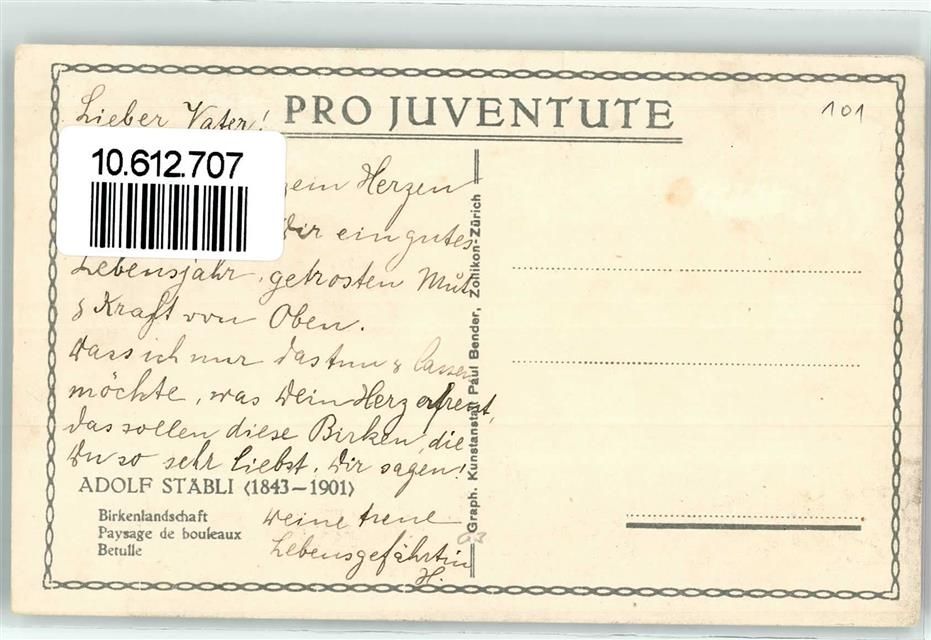 PRO JUVENTUTE
101
Lieber Vater!
10.612.707
Herzen
Dir ein gutes
Lebensjahr, getrosten Mut
& Kraft von Oben.
Dass ich nur das tun & lassen
möchte, was Dein Herz erfreut,
das sollen diese Birken, die
Du so sehr liebst, Dir sagen!
ADOLF STÄBLI (1843–1901)
Birkenlandschaft
Paysage de bouleaux
Betulle
Deine treue
Lebensgefährtin
H.
Graph. Kunstanstalt Paul Bender, Zollikon-Zürich